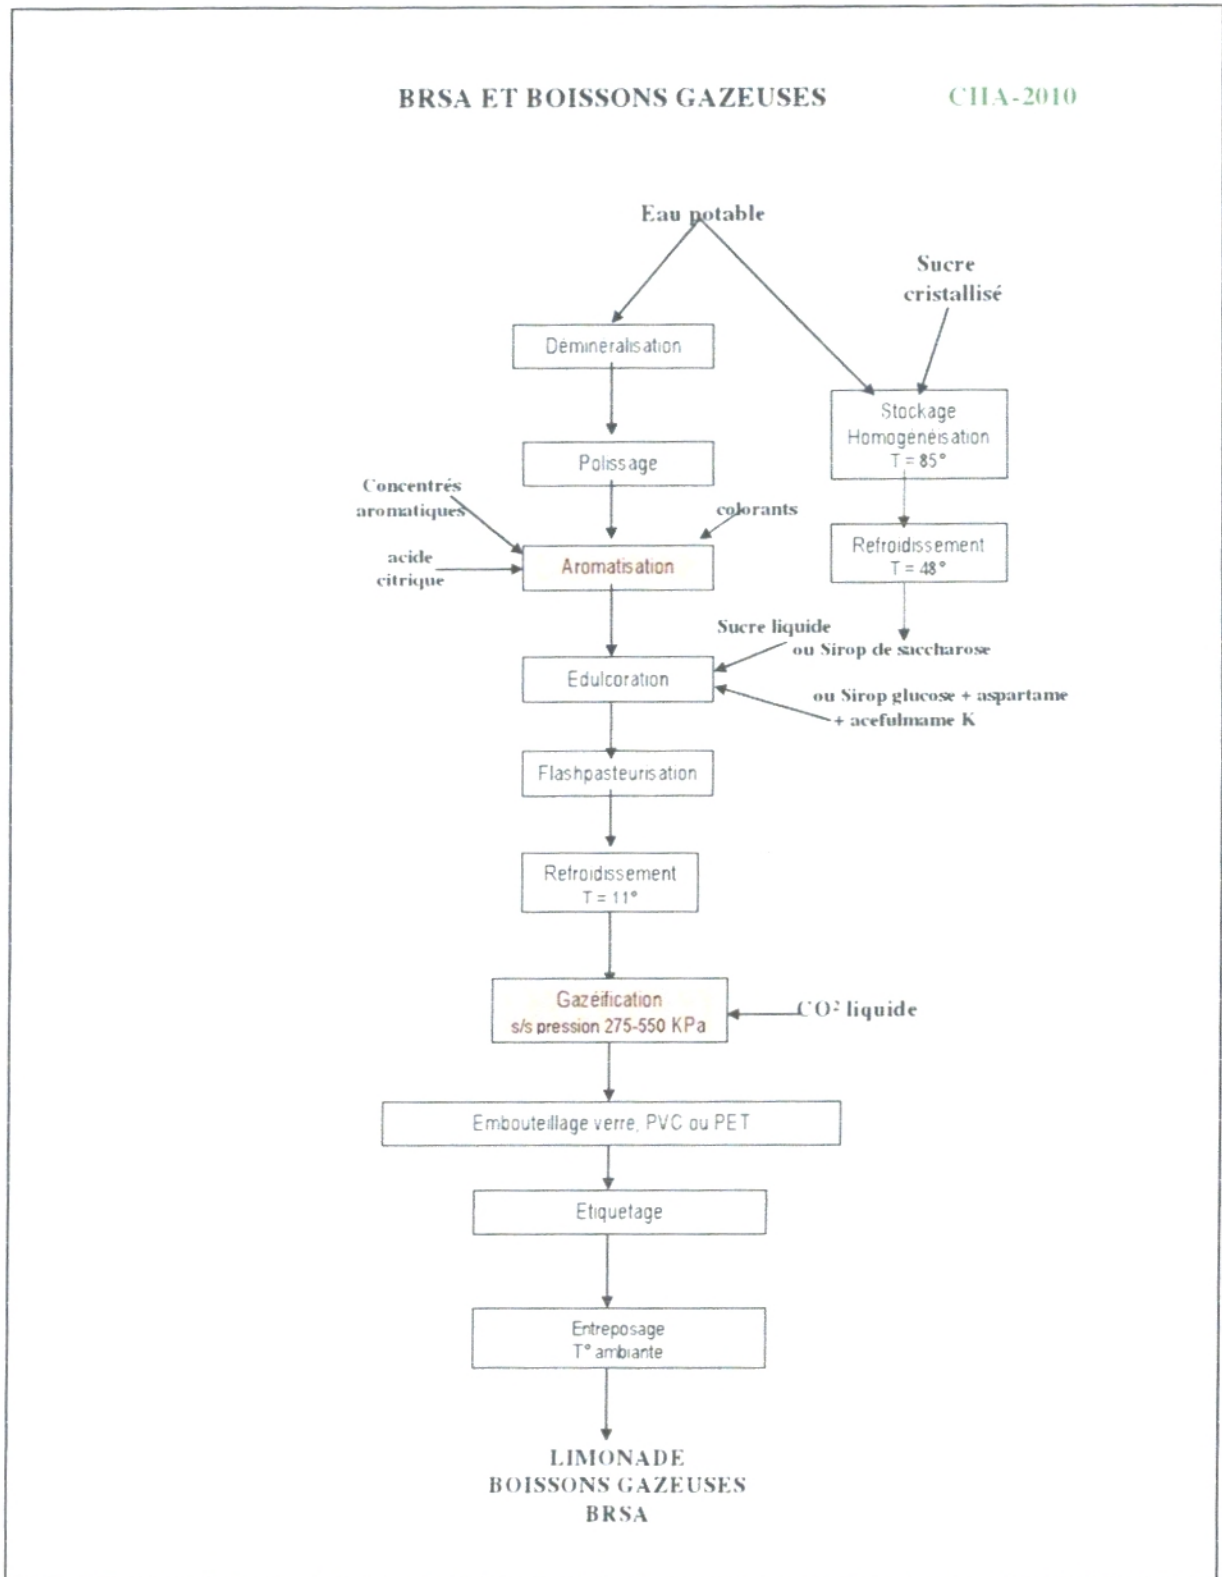 BRSA ET BOISSONS GAZEUSES
CHA-2010
Eau potable
Sucre
cristallisé
Démineralisation
Stockage
Homogénéisation
T = 85°
Polissage
Concentrés
aromatiques
colorants
acide
citrique
Aromatisation
Refroidissement
T = 48°
Sucre liquide
ou Sirop de saccharose
Edulcoration
ou Sirop glucose + aspartame
+ acefulmame K
Flashpasteurisation
Refroidissement
T = 11°
Gazéification
s/s pression 275-550 KPa
CO² liquide
Embouteillage verre, PVC ou PET
Etiquetage
Entreposage
T° ambiante
LIMONADE
BOISSONS GAZEUSES
BRSA